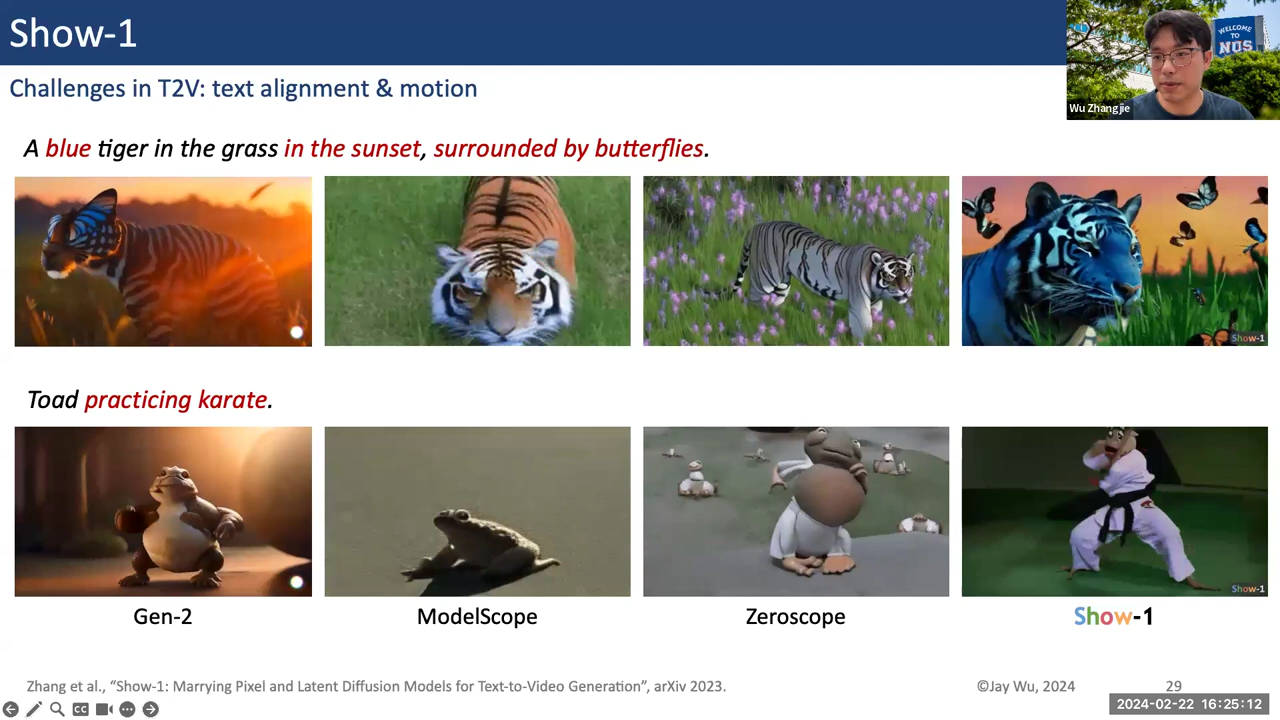 Show-1
WELCOME
TO
NUS
Wu Zhangjie
Challenges in T2V: text alignment & motion
A blue tiger in the grass in the sunset, surrounded by butterflies.
Show-1
Toad practicing karate.
Show-1
Gen-2
ModelScope
Zeroscope
Show-1
Zhang et al., “Show-1: Marrying Pixel and Latent Diffusion Models for Text-to-Video Generation”, arXiv 2023.
©Jay Wu, 2024
29
CC
2024-02-22 16:25:12